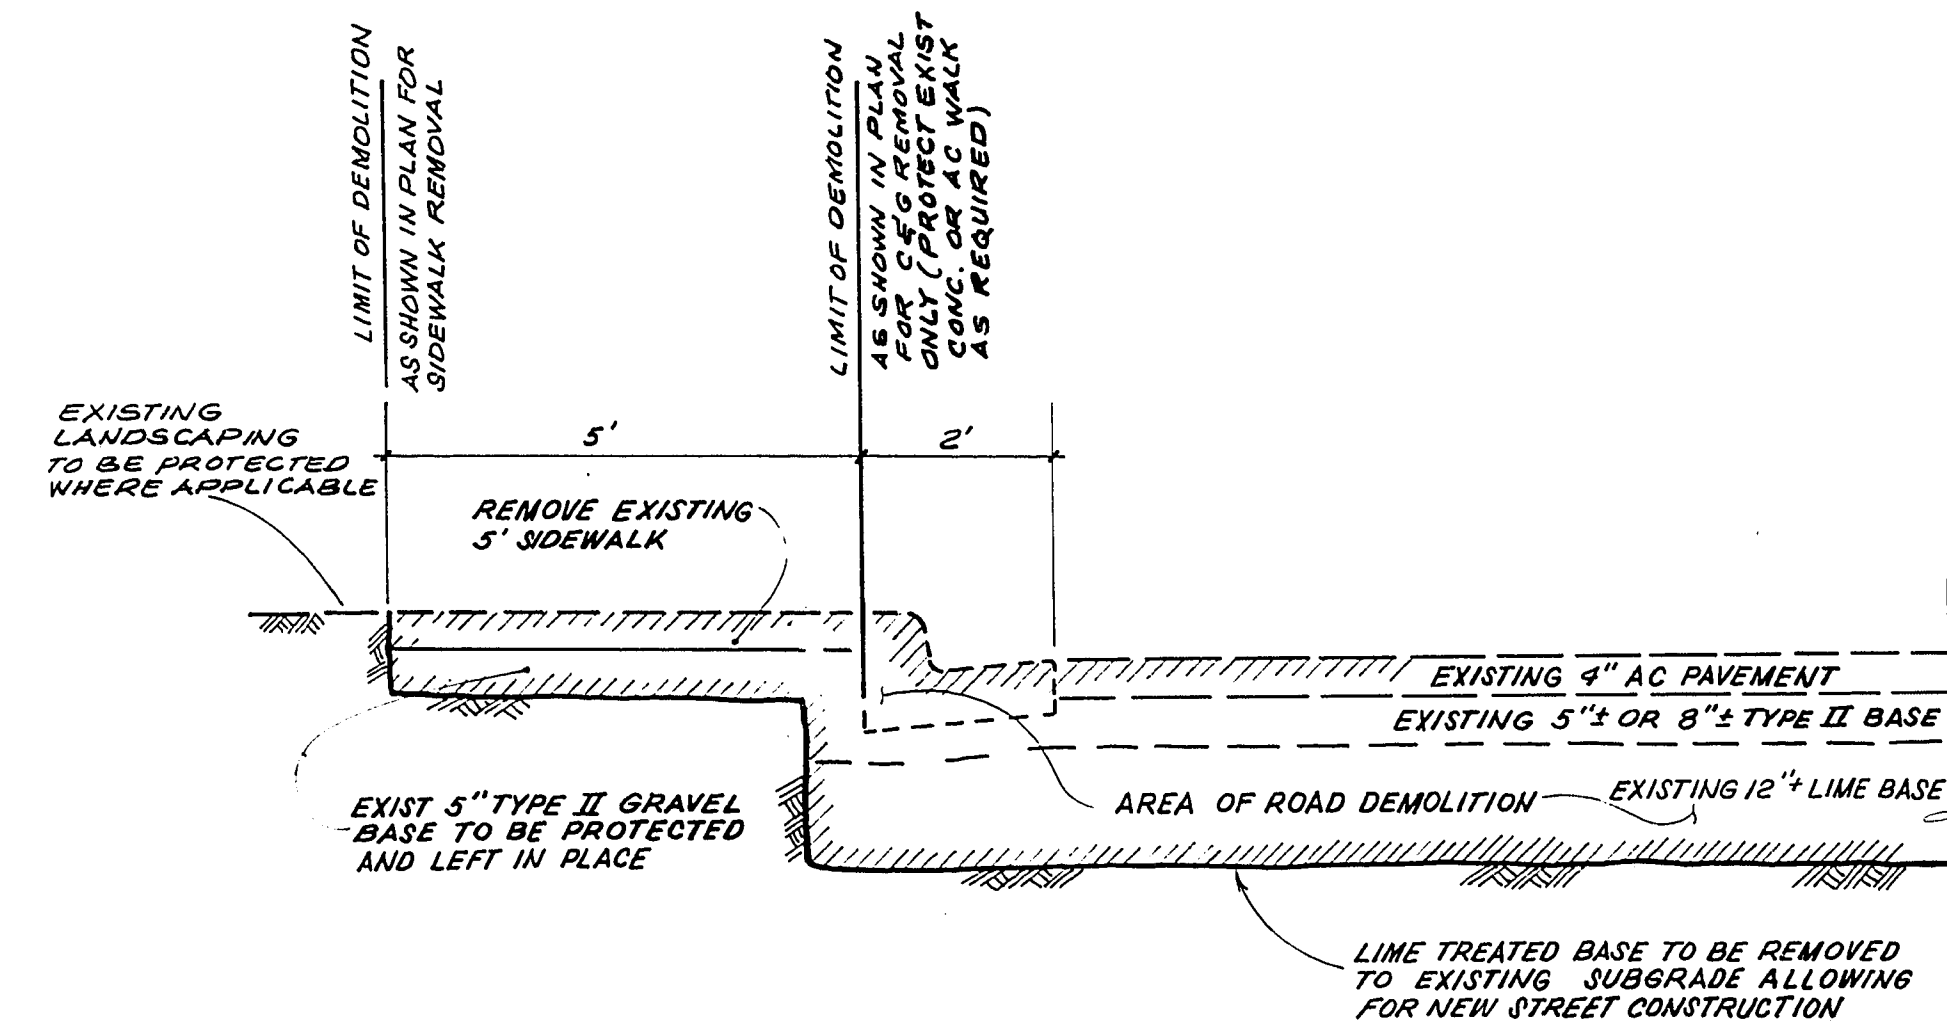 LIMIT OF DEMOLITION
AS SHOWN IN PLAN FOR
SIDEWALK REMOVAL
LIMIT OF DEMOLITION
AS SHOWN IN PLAN
FOR C&G REMOVAL
ONLY (PROTECT EXIST
CONC. OR AC WALK
AS REQUIRED)
EXISTING
LANDSCAPING
TO BE PROTECTED
WHERE APPLICABLE
5'
2'
REMOVE EXISTING
5' SIDEWALK
EXISTING 4" AC PAVEMENT
EXISTING 5"± OR 8"± TYPE II BASE
EXIST 5" TYPE II GRAVEL
BASE TO BE PROTECTED
AND LEFT IN PLACE
AREA OF ROAD DEMOLITION
EXISTING 12"± LIME BASE
LIME TREATED BASE TO BE REMOVED
TO EXISTING SUBGRADE ALLOWING
FOR NEW STREET CONSTRUCTION